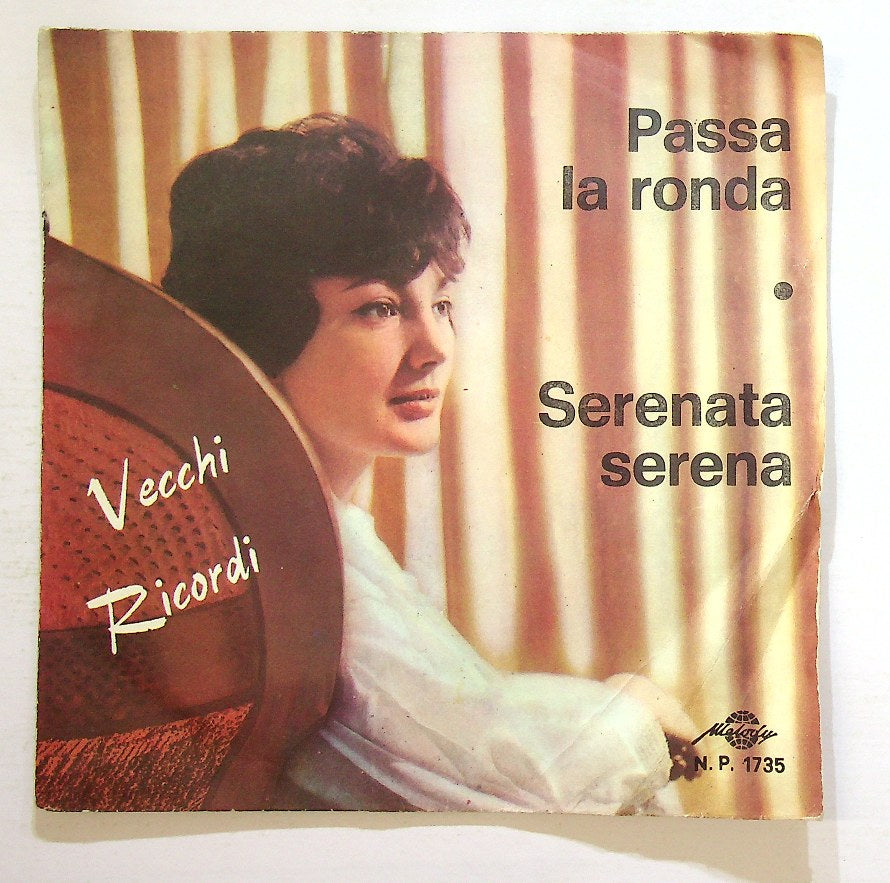 Passa
la ronda
•
Serenata
serena
Vecchi
Ricordi
Melody
N. P. 1735